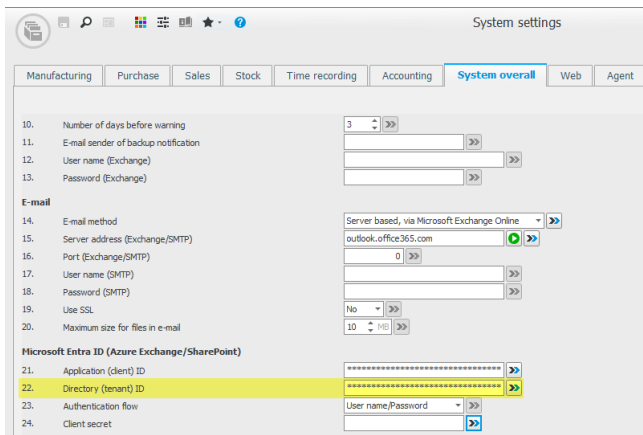 System settings
Manufacturing Purchase Sales Stock Time recording Accounting System overall Web Agent
10. Number of days before warning 3
11. E-mail sender of backup notification
12. User name (Exchange)
13. Password (Exchange)
E-mail
14. E-mail method Server based, via Microsoft Exchange Online
15. Server address (Exchange/SMTP) outlook.office365.com
16. Port (Exchange/SMTP) 0
17. User name (SMTP)
18. Password (SMTP)
19. Use SSL No
20. Maximum size for files in e-mail 10 MB
Microsoft Entra ID (Azure Exchange/SharePoint)
21. Application (client) ID ********************************
22. Directory (tenant) ID ********************************
23. Authentication flow User name/Password
24. Client secret